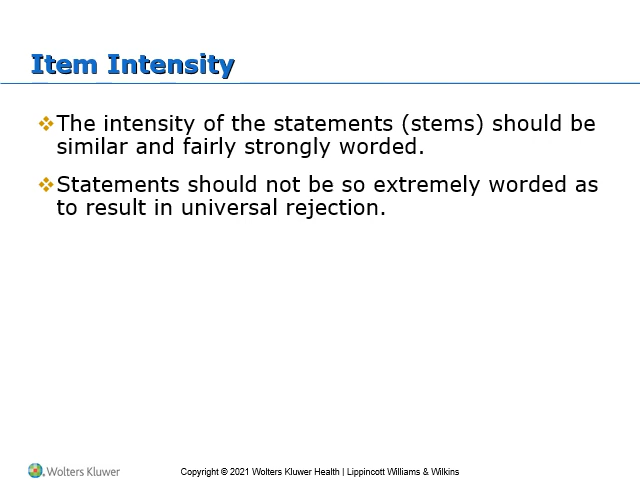 Item Intensity
❖The intensity of the statements (stems) should be
similar and fairly strongly worded.
❖Statements should not be so extremely worded as
to result in universal rejection.
Wolters Kluwer
Copyright © 2021 Wolters Kluwer Health | Lippincott Williams & Wilkins